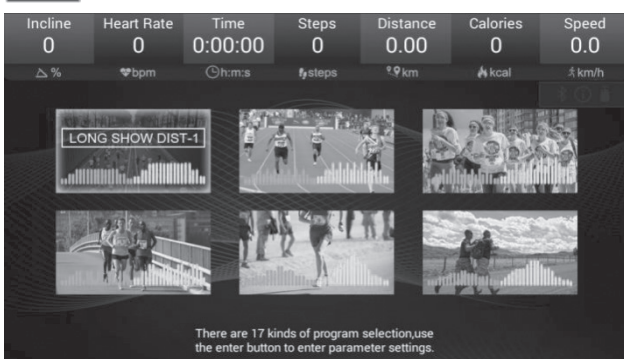 Incline Heart Rate Time Steps Distance Calories Speed
0 0 0:00:00 0 0.00 0 0.0
% bpm h:m:s steps km kcal km/h
LONG SHOW DIST-1
There are 17 kinds of program selection,use
the enter button to enter parameter settings.